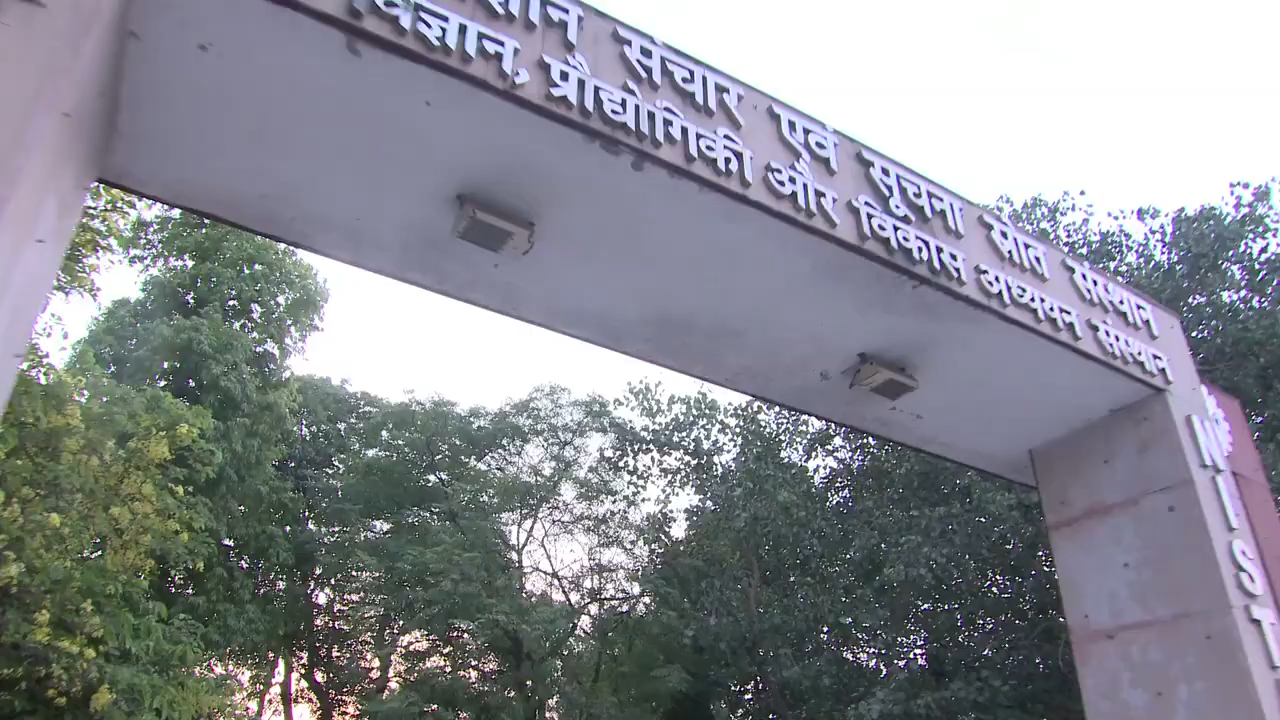 संचार एवं सूचना स्रोत संस्थान
विज्ञान, प्रौद्योगिकी और विकास अध्ययन संस्थान
NIST